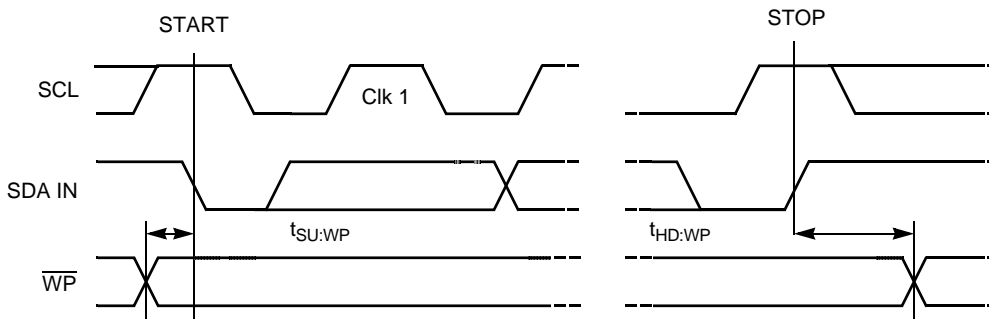 START
STOP
SCL
Clk 1
SDA IN
tSU:WP
tHD:WP
WP